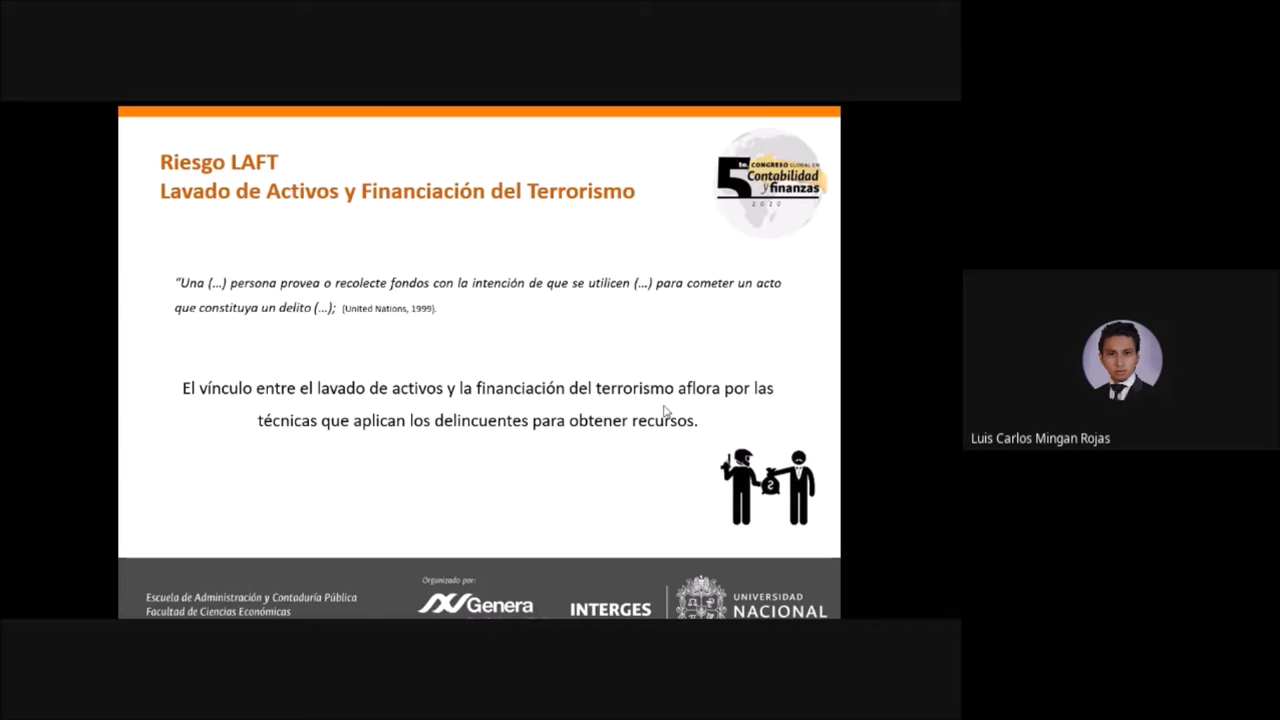 Riesgo LAFT
Lavado de Activos y Financiación del Terrorismo
5to. CONGRESO GLOBAL EN
Contabilidad
y finanzas
2020
“Una (...) persona provea o recolecte fondos con la intención de que se utilicen (...) para cometer un acto
que constituya un delito (...); (United Nations, 1999).
El vínculo entre el lavado de activos y la financiación del terrorismo aflora por las
técnicas que aplican los delincuentes para obtener recursos.
Luis Carlos Mingan Rojas
Escuela de Administración y Contaduría Pública
Facultad de Ciencias Económicas
Organizado por:
Genera
INTERGES
UNIVERSIDAD
NACIONAL